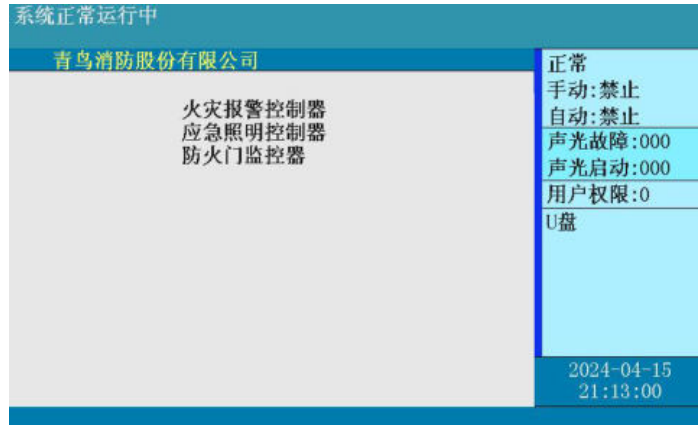 系统正常运行中
青鸟消防股份有限公司
火灾报警控制器
应急照明控制器
防火门监控器
正常
手动:禁止
自动:禁止
声光故障:000
声光启动:000
用户权限:0
U盘
2024-04-15
21:13:00